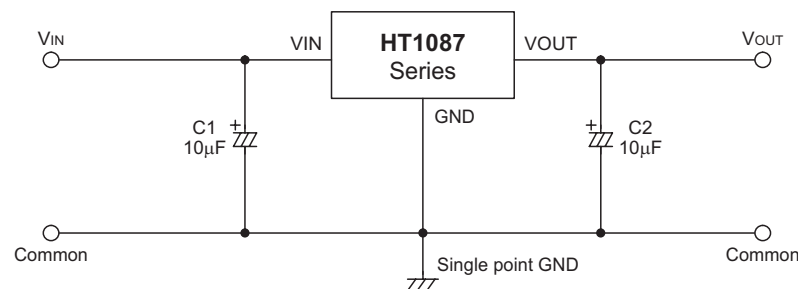 VIN
VIN
HT1087
Series
VOUT
VOUT
GND
C1
10μF
C2
10μF
Common
Single point GND
Common